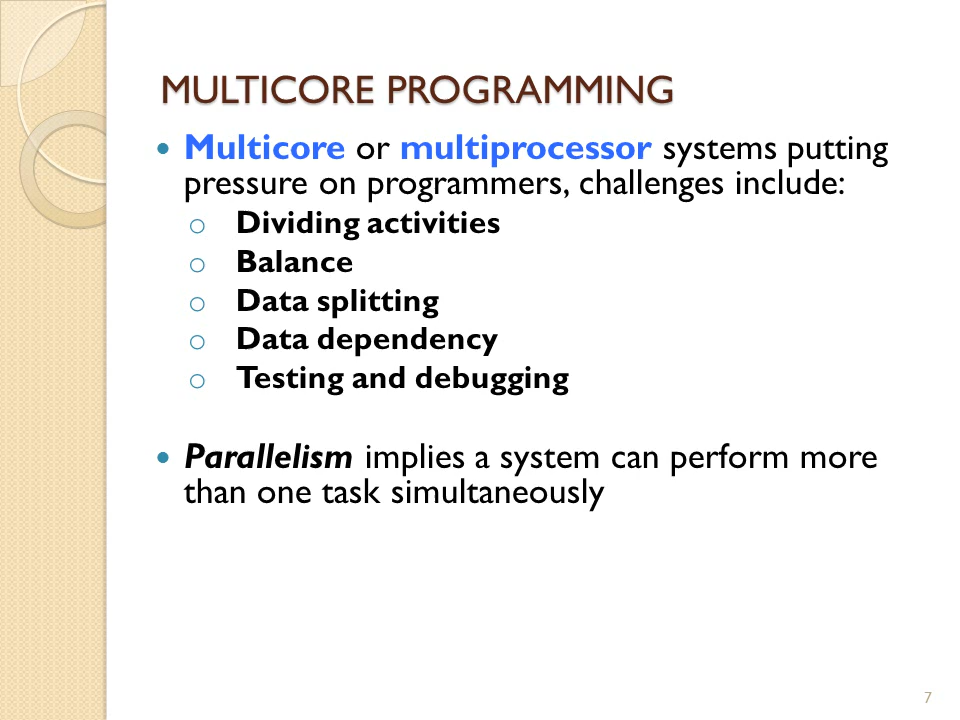 MULTICORE PROGRAMMING
• Multicore or multiprocessor systems putting
pressure on programmers, challenges include:
o Dividing activities
o Balance
o Data splitting
o Data dependency
o Testing and debugging
• Parallelism implies a system can perform more
than one task simultaneously
7